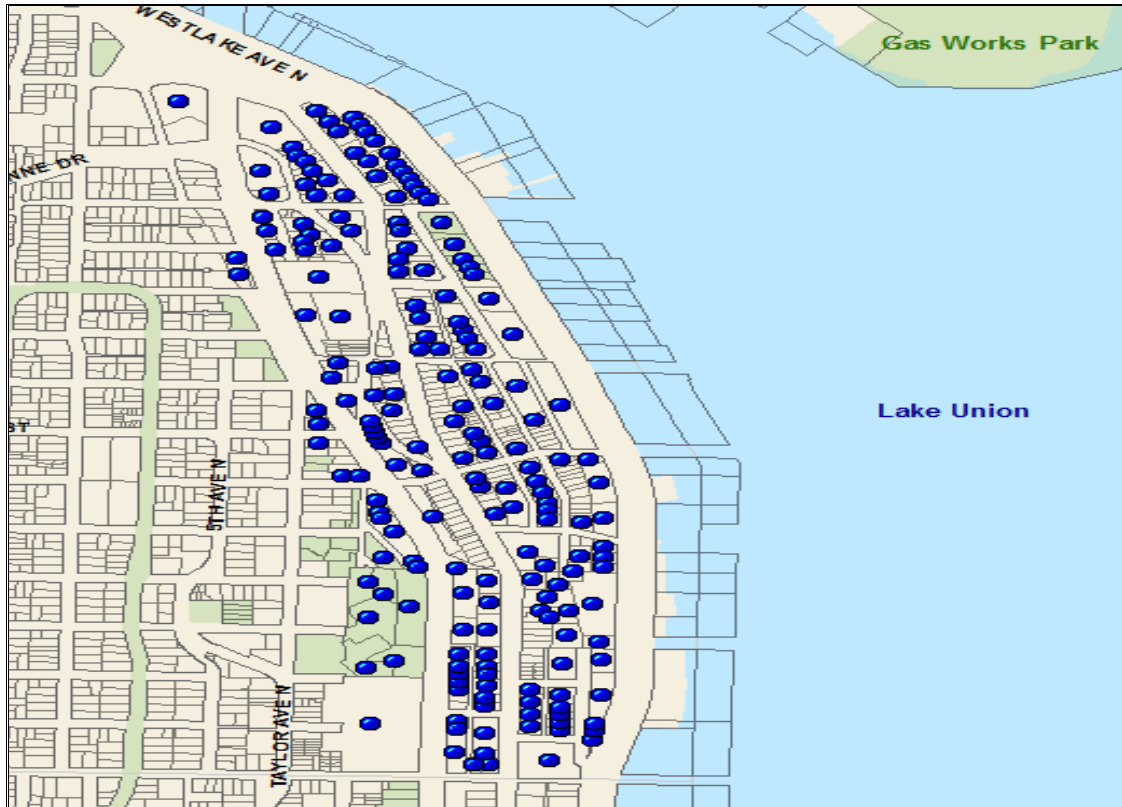 WESTLAKE AVE N
Gas Works Park
NNE DR
Lake Union
ST
5TH AVE N
TAYLOR AVE N